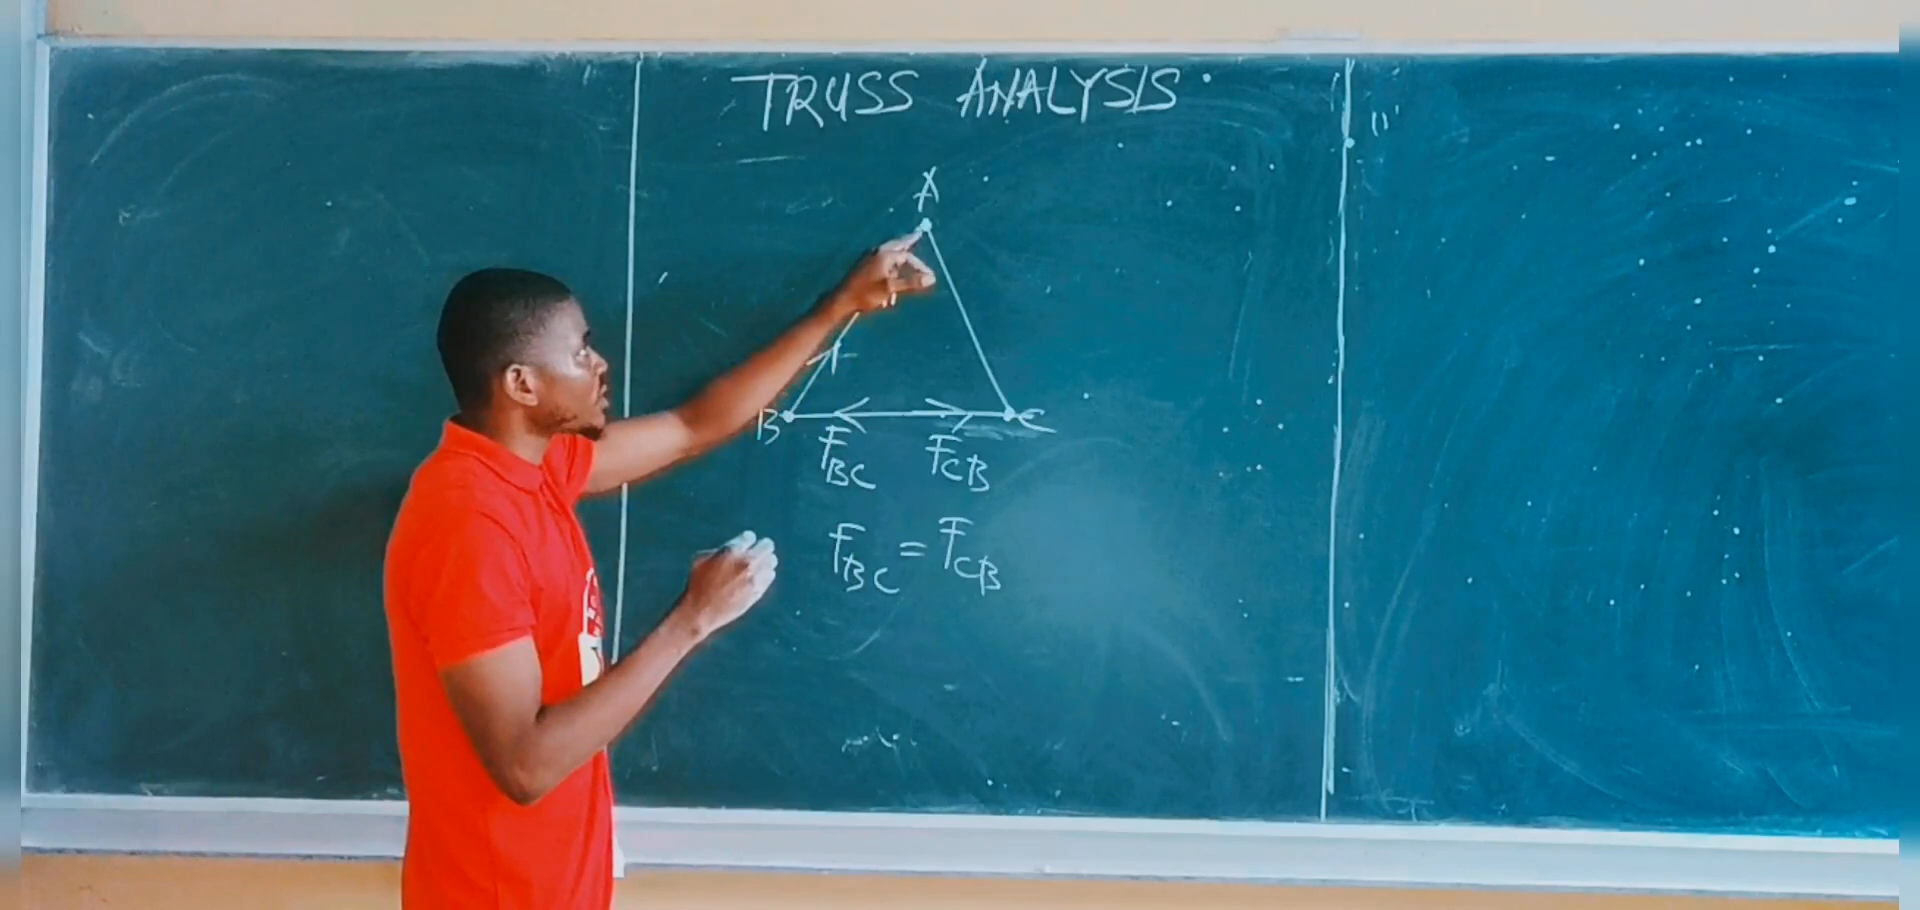 TRUSS ANALYSIS.
A
B C
F_BC F_CB
F_BC = F_CB